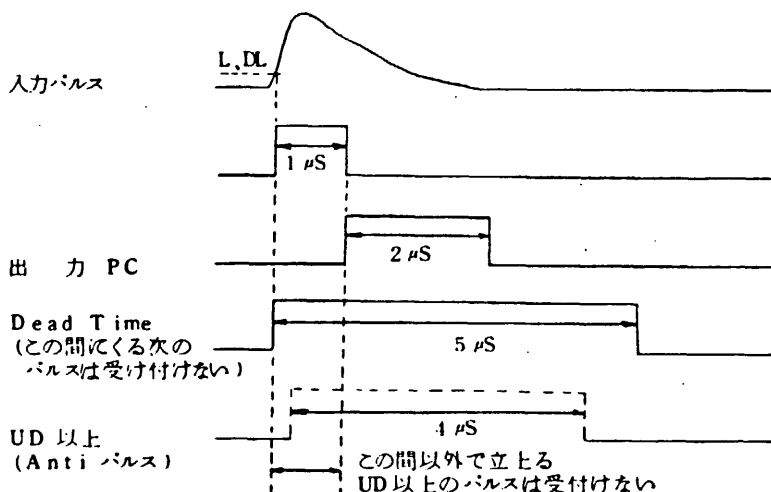 L、DL
入力パルス
1 μS
2 μS
出 力 PC
Dead Time
(この間にくる次の
パルスは受け付けない)
5 μS
4 μS
UD 以上
(Anti パルス)
この間以外で立上る
UD以上のパルスは受付けない